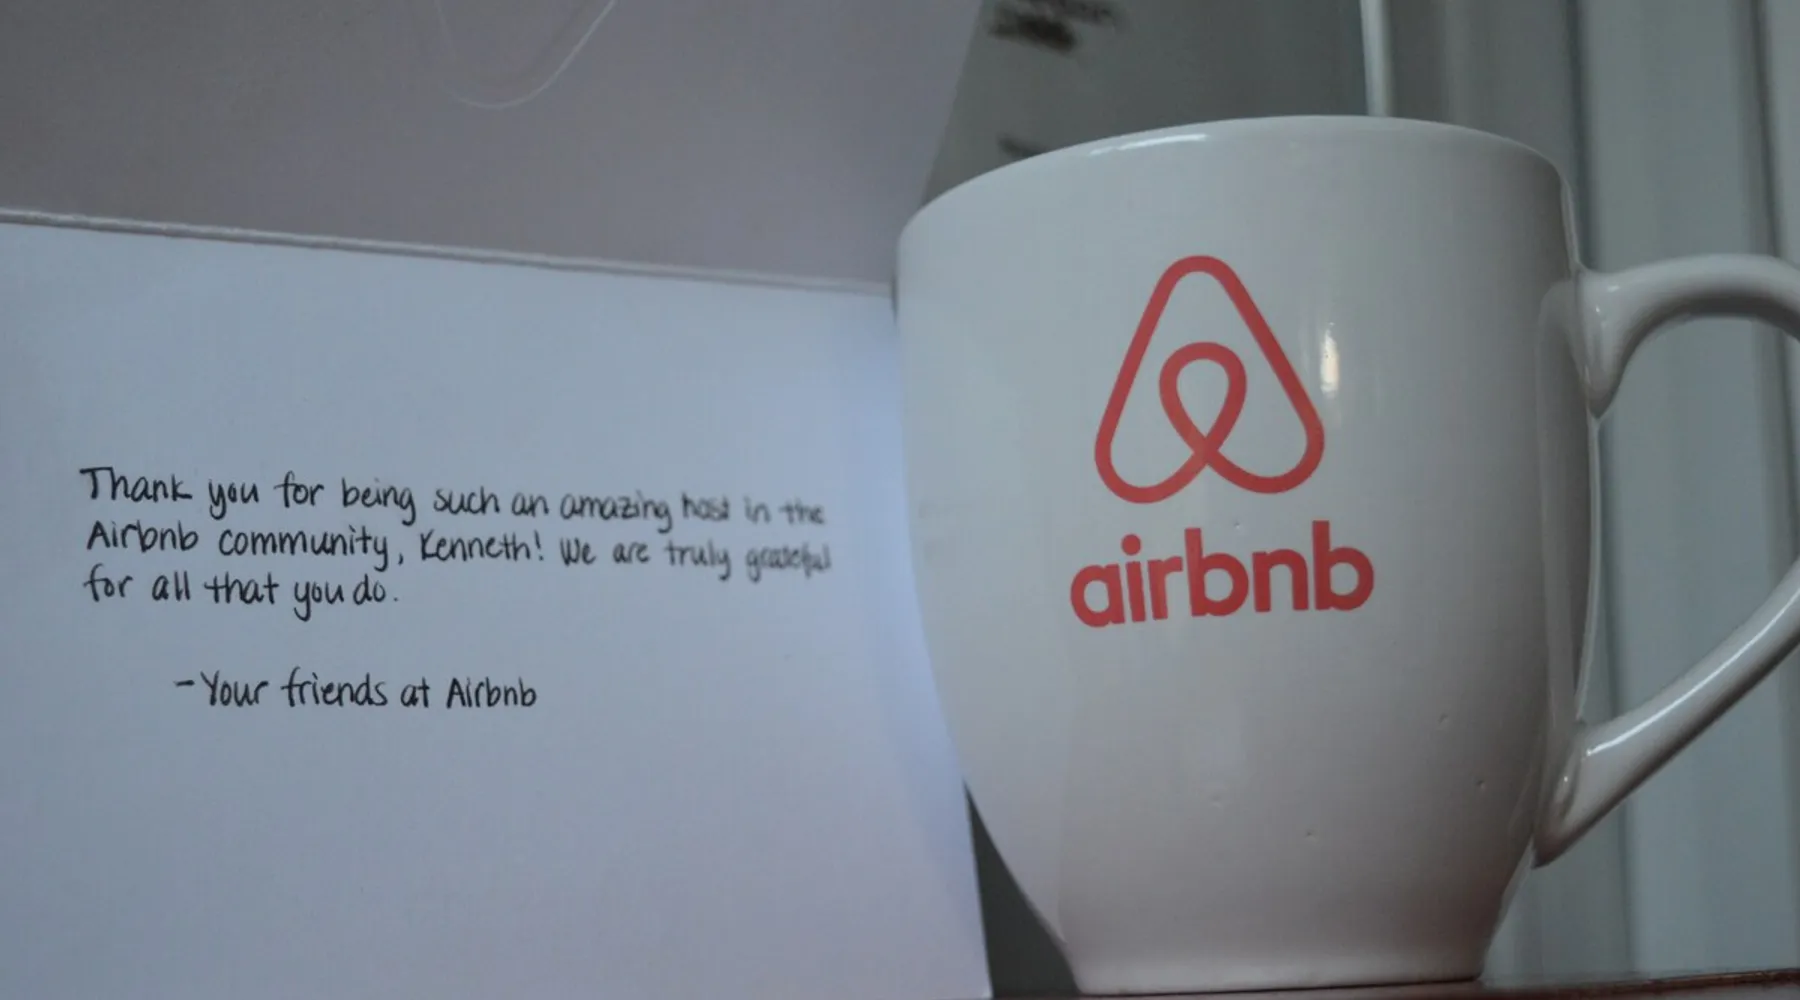 Thank you for being such an amazing host in the
Airbnb community, Kenneth! We are truly grateful
for all that you do.
-Your friends at Airbnb
airbnb